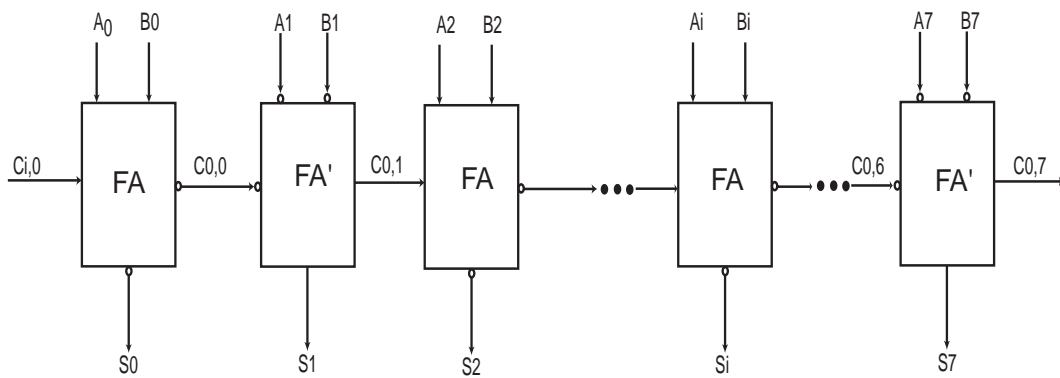 A0 B0 A1 B1 A2 B2 Ai Bi A7 B7
Ci,0 FA C0,0 FA' C0,1 FA FA C0,6 FA' C0,7
S0 S1 S2 Si S7